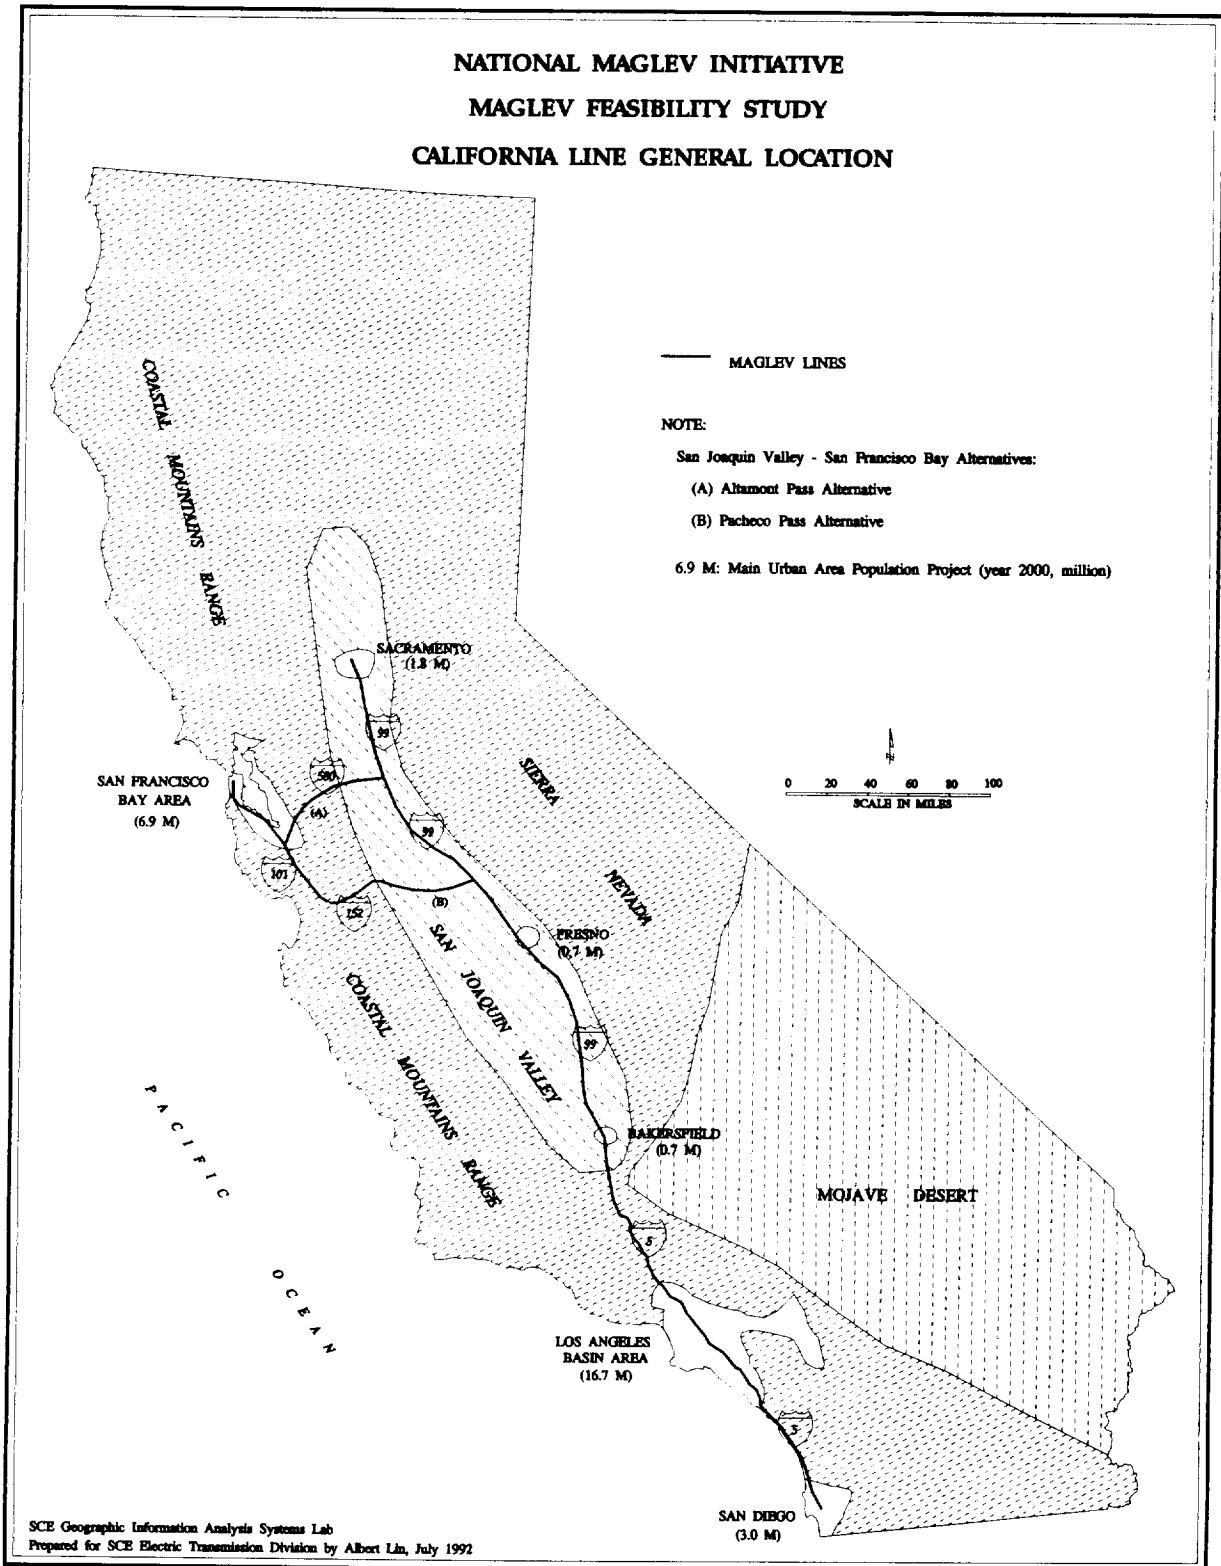 NATIONAL MAGLEV INITIATIVE
MAGLEV FEASIBILITY STUDY
CALIFORNIA LINE GENERAL LOCATION
MAGLEV LINES
NOTE:
San Joaquin Valley - San Francisco Bay Alternatives:
(A) Altamont Pass Alternative
(B) Pacheco Pass Alternative
6.9 M: Main Urban Area Population Project (year 2000, million)
COASTAL MOUNTAINS RANGE
SACRAMENTO
(1.8 M)
99
SAN FRANCISCO
BAY AREA
(6.9 M)
580
(A)
99
SIERRA NEVADA
0 20 40 60 80 100
SCALE IN MILES
101
152
(B)
FRESNO
(0.7 M)
SAN JOAQUIN VALLEY
COASTAL MOUNTAINS RANGE
99
BAKERSFIELD
(0.7 M)
PACIFIC OCEAN
MOJAVE DESERT
5
LOS ANGELES
BASIN AREA
(16.7 M)
5
SAN DIEGO
(3.0 M)
SCE Geographic Information Analysis Systems Lab
Prepared for SCE Electric Transmission Division by Albert Lin, July 1992